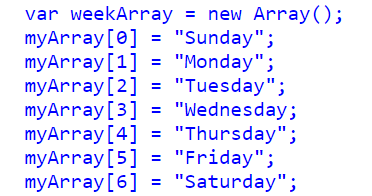 var weekArray = new Array();
myArray[0] = "Sunday";
myArray[1] = "Monday";
myArray[2] = "Tuesday";
myArray[3] = "Wednesday;
myArray[4] = "Thursday";
myArray[5] = "Friday";
myArray[6] = "Saturday";